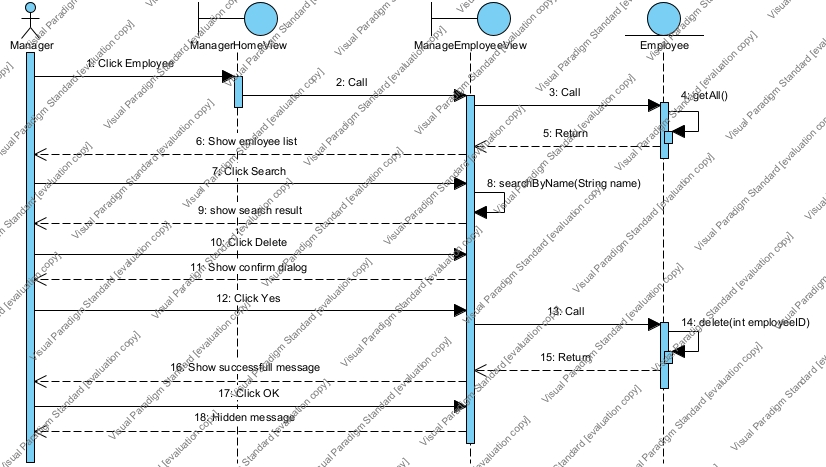 Manager
ManagerHomeView
ManageEmployeeView
Employee
1: Click Employee
2: Call
3: Call
4: getAll()
5: Return
6: Show emloyee list
7: Click Search
8: searchByName(String name)
9: show search result
10: Click Delete
11: Show confirm dialog
12: Click Yes
13: Call
14: delete(int employeeID)
15: Return
16: Show successfull message
17: Click OK
18: Hidden message
Visual Paradigm Standard [evaluation copy]